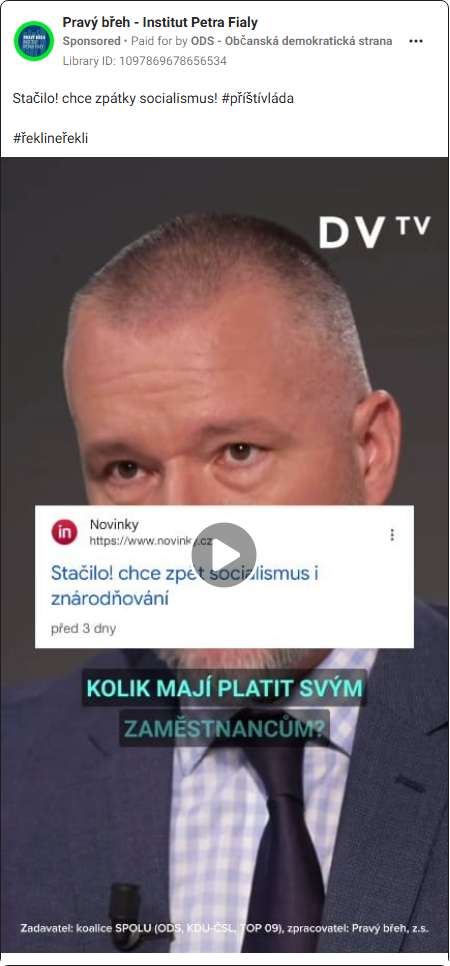 Pravý břeh - Institut Petra Fialy
Sponsored • Paid for by ODS - Občanská demokratická strana
Library ID: 1097869678656534
Stačilo! chce zpátky socialismus! #příštívláda
#řeklineřekli
DVTV
in Novinky
https://www.novinky.cz
Stačilo! chce zpět socialismus i
znárodňování
před 3 dny
KOLIK MAJÍ PLATIT SVÝM
ZAMĚSTNANCŮM?
Zadavatel: koalice SPOLU (ODS, KDU-ČSL, TOP 09), zpracovatel: Pravý břeh, z.s.